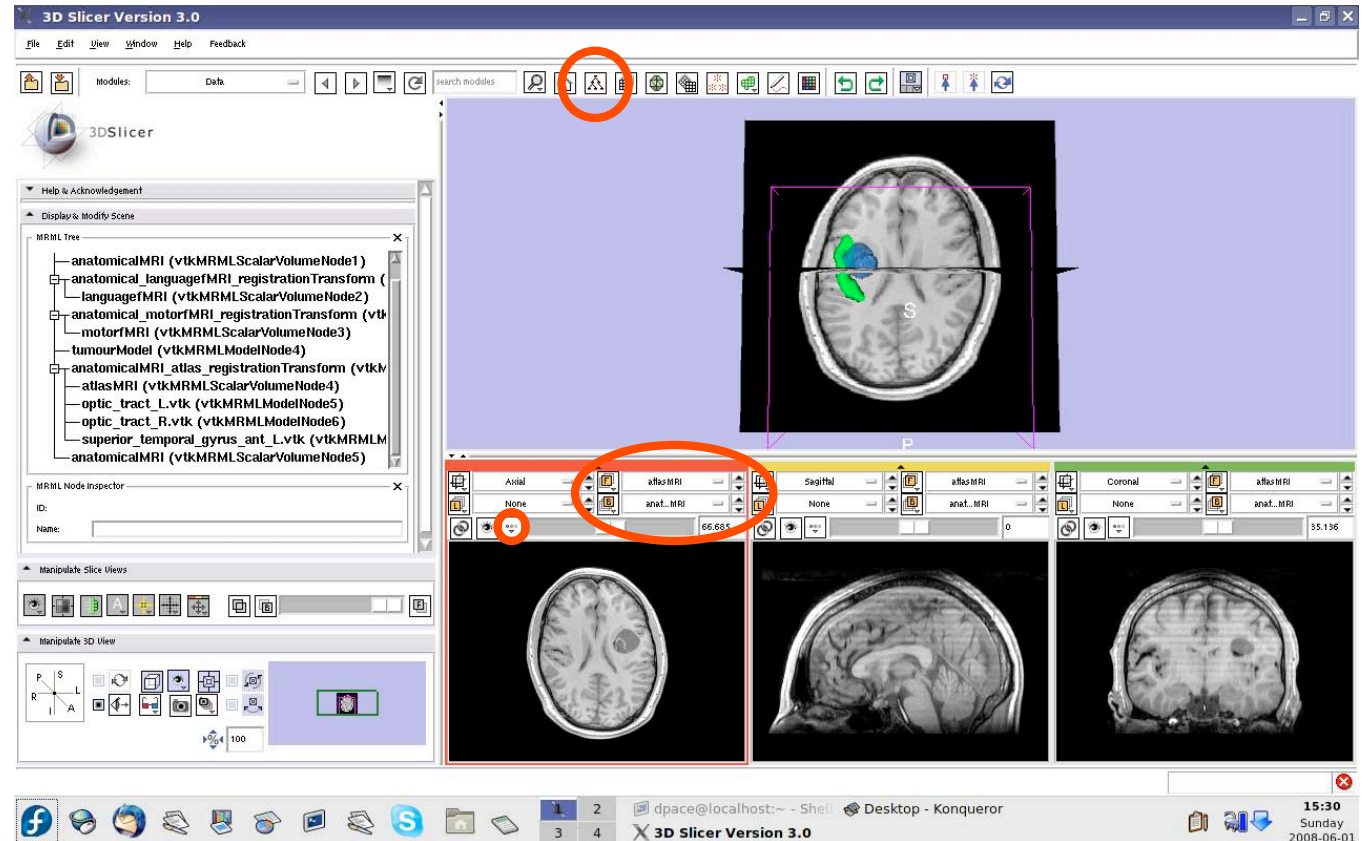 3D Slicer Version 3.0
File Edit View Window Help Feedback
Modules: Data search modules
3DSlicer
Help & Acknowledgement
Display & Modify Scene
MRML Tree
anatomicalMRI (vtkMRMLScalarVolumeNode1)
anatomical_languagefMRI_registrationTransform (
languagefMRI (vtkMRMLScalarVolumeNode2)
anatomical_motorfMRI_registrationTransform (vtk
motorfMRI (vtkMRMLScalarVolumeNode3)
tumourModel (vtkMRMLModelNode4)
anatomicalMRI_atlas_registrationTransform (vtkM
atlasMRI (vtkMRMLScalarVolumeNode4)
optic_tract_L.vtk (vtkMRMLModelNode5)
optic_tract_R.vtk (vtkMRMLModelNode6)
superior_temporal_gyrus_ant_L.vtk (vtkMRMLM
anatomicalMRI (vtkMRMLScalarVolumeNode5)
MRML Node Inspector
ID:
Name:
Manipulate Slice Views
A
B F
Manipulate 3D View
P S
R L
I A
% 100
S
P
Axial F atlasMRI
L None B anat...MRI
66.685
Sagittal F atlasMRI
L None B anat...MRI
0
Coronal F atlasMRI
L None B anat...MRI
35.136
1 2
3 4
dpace@localhost:~ - Shell
Desktop - Konqueror
3D Slicer Version 3.0
15:30
Sunday
2008-06-01